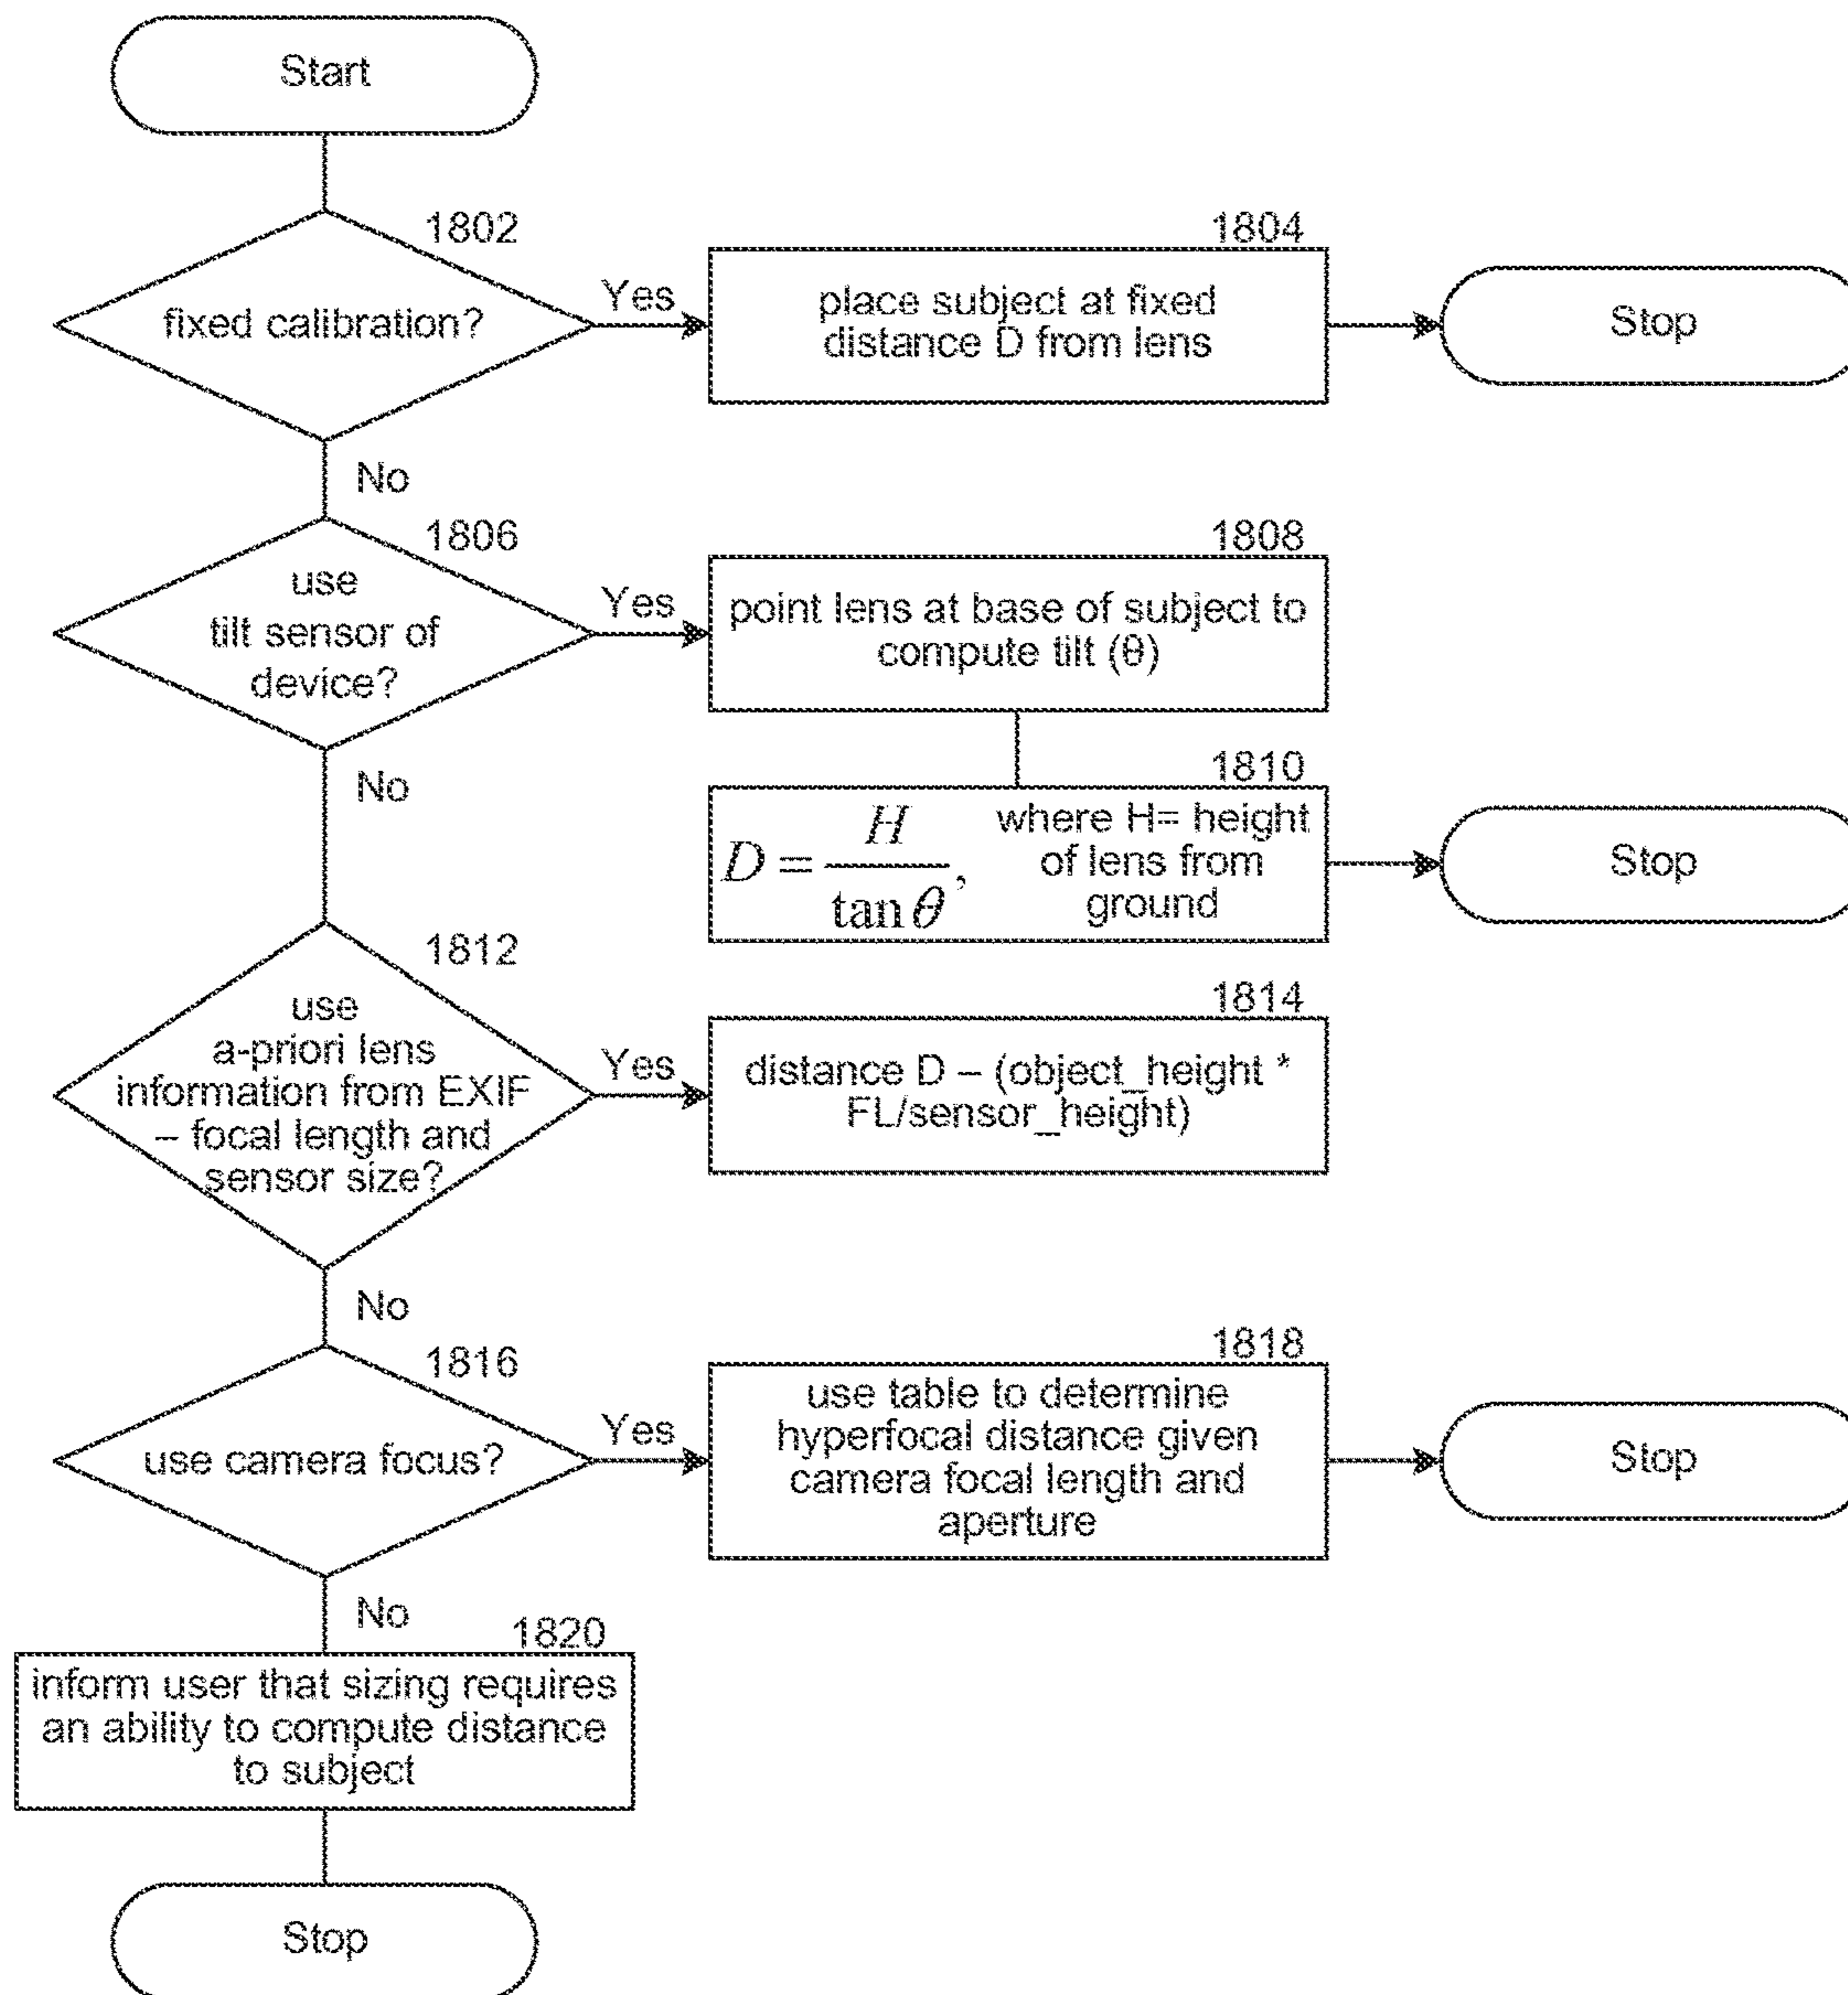 Start
1802
fixed calibration?
Yes
1804
place subject at fixed
distance D from lens
Stop
No
1806
use
tilt sensor of
device?
Yes
1808
point lens at base of subject to
compute tilt (θ)
No
1810
D = H / tan θ,
where H= height
of lens from
ground
Stop
1812
use
a-priori lens
information from EXIF
– focal length and
sensor size?
Yes
1814
distance D – (object_height *
FL/sensor_height)
No
1816
use camera focus?
Yes
1818
use table to determine
hyperfocal distance given
camera focal length and
aperture
Stop
No
1820
inform user that sizing requires
an ability to compute distance
to subject
Stop